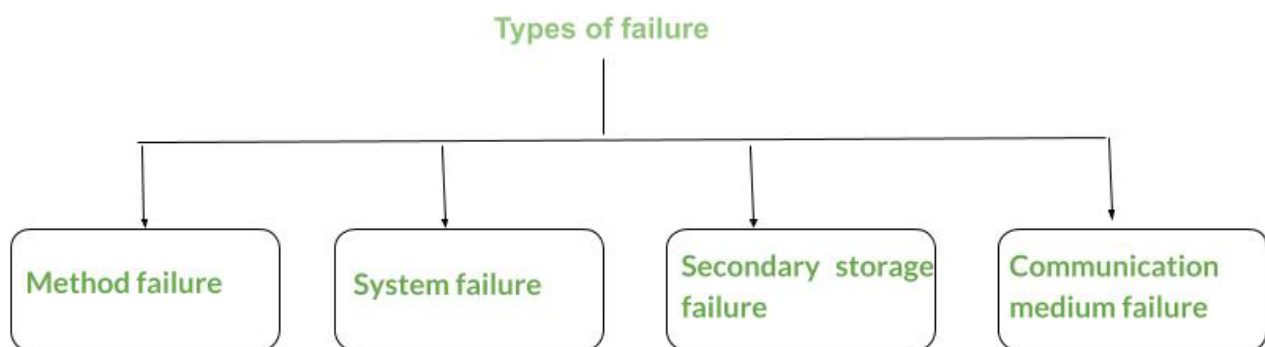 Types of failure
Method failure
System failure
Secondary storage
failure
Communication
medium failure